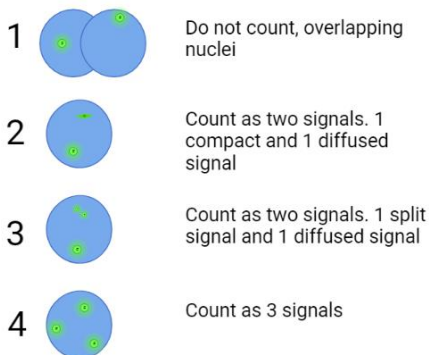 1
Do not count, overlapping
nuclei
2
Count as two signals. 1
compact and 1 diffused
signal
3
Count as two signals. 1 split
signal and 1 diffused signal
4
Count as 3 signals